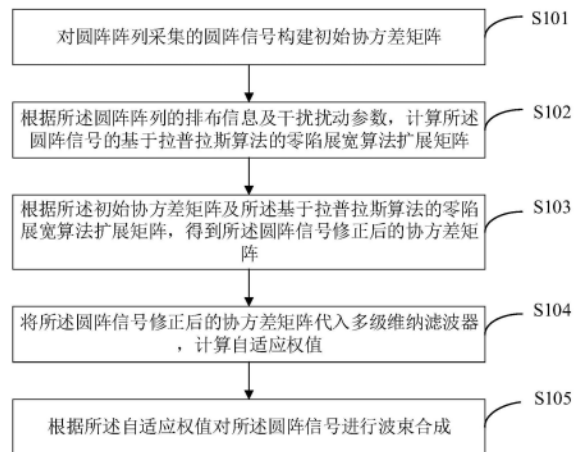 对圆阵阵列采集的圆阵信号构建初始协方差矩阵
S101
根据所述圆阵阵列的排布信息及干扰扰动参数，计算所述
圆阵信号的基于拉普拉斯算法的零陷展宽算法扩展矩阵
S102
根据所述初始协方差矩阵及所述基于拉普拉斯算法的零陷
展宽算法扩展矩阵，得到所述圆阵信号修正后的协方差矩
阵
S103
将所述圆阵信号修正后的协方差矩阵代入多级维纳滤波器
，计算自适应权值
S104
根据所述自适应权值对所述圆阵信号进行波束合成
S105